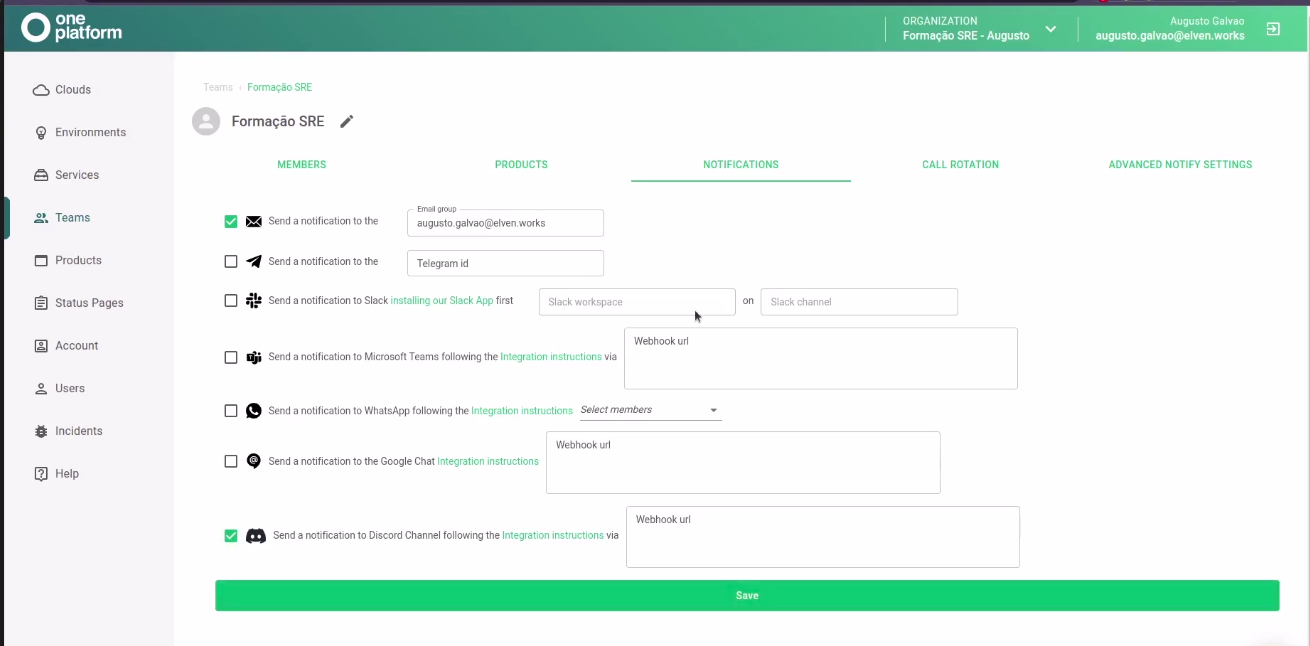 one
platform
ORGANIZATION
Formação SRE - Augusto
Augusto Galvao
augusto.galvao@elven.works
Clouds
Environments
Services
Teams
Products
Status Pages
Account
Users
Incidents
Help
Teams › Formação SRE
Formação SRE
MEMBERS
PRODUCTS
NOTIFICATIONS
CALL ROTATION
ADVANCED NOTIFY SETTINGS
Send a notification to the
Email group
augusto.galvao@elven.works
Send a notification to the
Telegram id
Send a notification to Slack installing our Slack App first
Slack workspace
on
Slack channel
Send a notification to Microsoft Teams following the Integration instructions via
Webhook url
Send a notification to WhatsApp following the Integration instructions
Select members
Send a notification to the Google Chat Integration instructions
Webhook url
Send a notification to Discord Channel following the Integration instructions via
Webhook url
Save